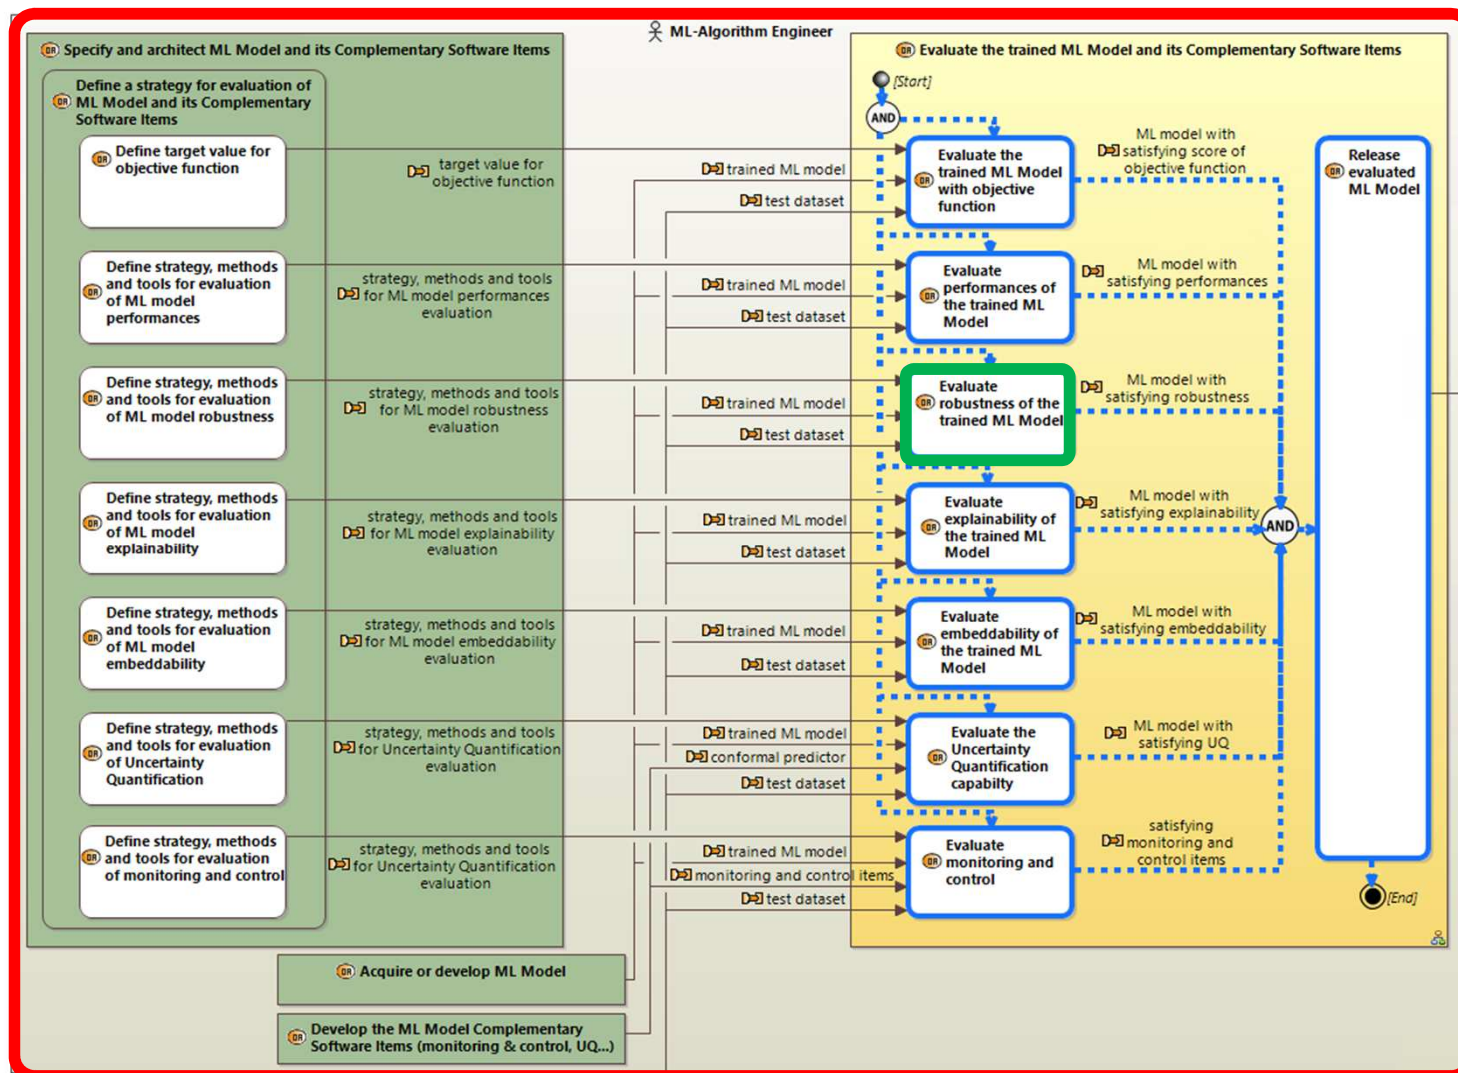 ML-Algorithm Engineer
Specify and architect ML Model and its Complementary Software Items
Define a strategy for evaluation of
ML Model and its Complementary
Software Items
Define target value for
objective function
Define strategy, methods
and tools for evaluation
of ML model
performances
Define strategy, methods
and tools for evaluation
of ML model robustness
Define strategy, methods
and tools for evaluation
of ML model
explainability
Define strategy, methods
and tools for evaluation
of ML model
embeddability
Define strategy, methods
and tools for evaluation
of Uncertainty
Quantification
Define strategy, methods
and tools for evaluation
of monitoring and control
target value for
objective function
strategy, methods and tools
for ML model performances
evaluation
strategy, methods and tools
for ML model robustness
evaluation
strategy, methods and tools
for ML model explainability
evaluation
strategy, methods and tools
for ML model embeddability
evaluation
strategy, methods and tools
for Uncertainty Quantification
evaluation
strategy, methods and tools
for Uncertainty Quantification
evaluation
trained ML model
test dataset
trained ML model
test dataset
trained ML model
test dataset
trained ML model
test dataset
trained ML model
test dataset
trained ML model
conformal predictor
test dataset
trained ML model
monitoring and control items
test dataset
Evaluate the trained ML Model and its Complementary Software Items
[Start]
AND
Evaluate the
trained ML Model
with objective
function
Evaluate
performances of
the trained ML
Model
Evaluate
robustness of the
trained ML Model
Evaluate
explainability of
the trained ML
Model
Evaluate
embeddability of
the trained ML
Model
Evaluate the
Uncertainty
Quantification
capabilty
Evaluate
monitoring and
control
ML model with
satisfying score of
objective function
ML model with
satisfying performances
ML model with
satisfying robustness
ML model with
satisfying explainability
ML model with
satisfying embeddability
ML model with
satisfying UQ
satisfying
monitoring and
control items
AND
Release
evaluated
ML Model
[End]
Acquire or develop ML Model
Develop the ML Model Complementary
Software Items (monitoring & control, UQ...)